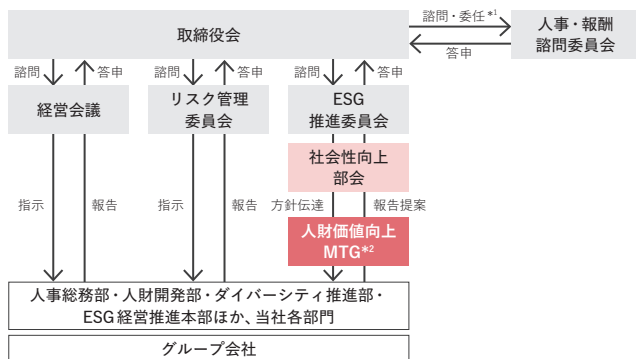 取締役会
諮問・委任*1
答申
人事・報酬
諮問委員会
諮問
答申
諮問
答申
諮問
答申
経営会議
リスク管理
委員会
ESG
推進委員会
社会性向上
部会
指示
報告
指示
報告
方針伝達
報告提案
人財価値向上
MTG*2
人事総務部・人財開発部・ダイバーシティ推進部・
ESG経営推進本部ほか、当社各部門
グループ会社